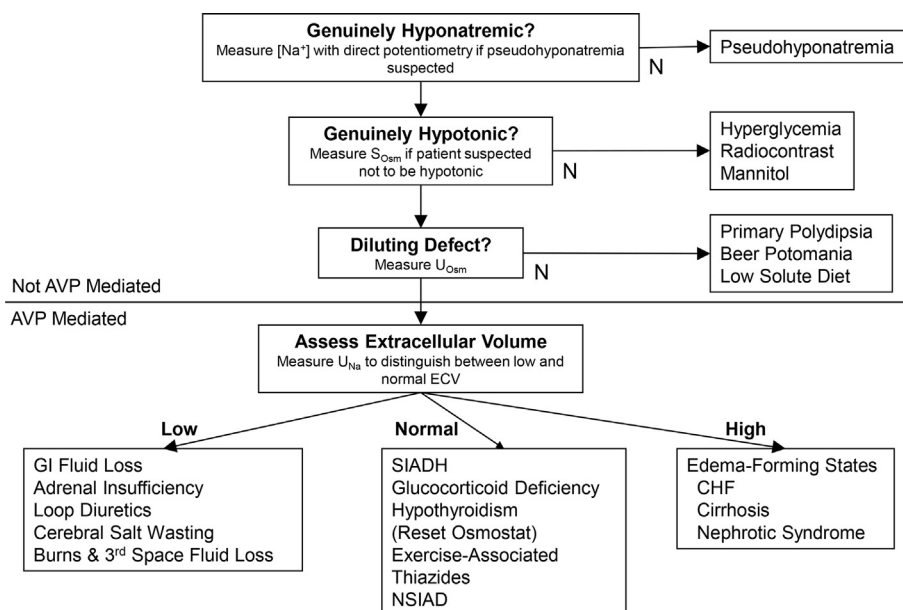 Genuinely Hyponatremic?
Measure [Na⁺] with direct potentiometry if pseudohyponatremia
suspected
N
Pseudohyponatremia
Genuinely Hypotonic?
Measure S_Osm if patient suspected
not to be hypotonic
N
Hyperglycemia
Radiocontrast
Mannitol
Diluting Defect?
Measure U_Osm
N
Primary Polydipsia
Beer Potomania
Low Solute Diet
Not AVP Mediated
AVP Mediated
Assess Extracellular Volume
Measure U_Na to distinguish between low and
normal ECV
Low
Normal
High
GI Fluid Loss
Adrenal Insufficiency
Loop Diuretics
Cerebral Salt Wasting
Burns & 3rd Space Fluid Loss
SIADH
Glucocorticoid Deficiency
Hypothyroidism
(Reset Osmostat)
Exercise-Associated
Thiazides
NSIAD
Edema-Forming States
CHF
Cirrhosis
Nephrotic Syndrome